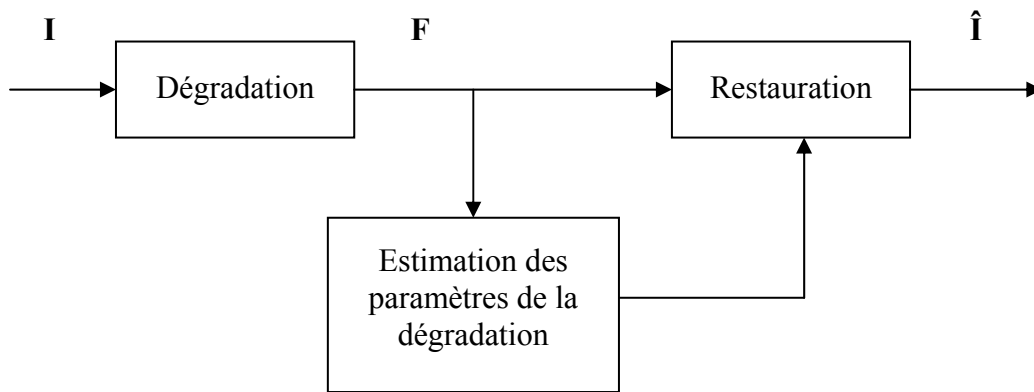 I
F
Î
Dégradation
Restauration
Estimation des
paramètres de la
dégradation